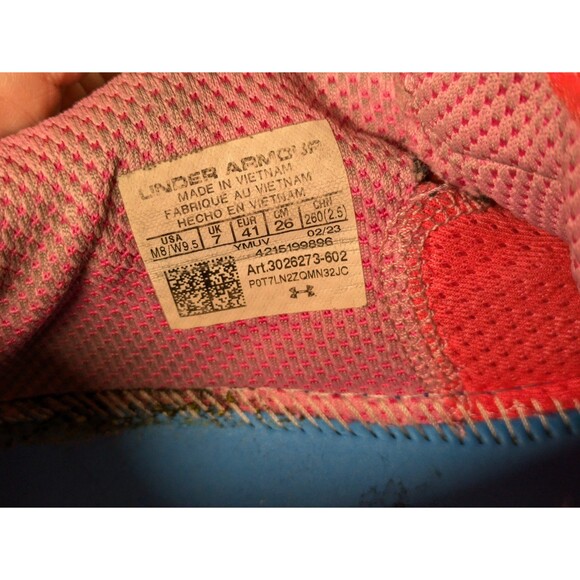 UNDER ARMOUR
MADE IN VIETNAM
FABRIQUE AU VIETNAM
HECHO EN VIETNAM
USA UK EUR CM CHN
M8/W9.5 7 41 26 260(2.5)
YMUV 02/23
4215199896
Art.3026273-602
P0T7LN2ZQMN32JC